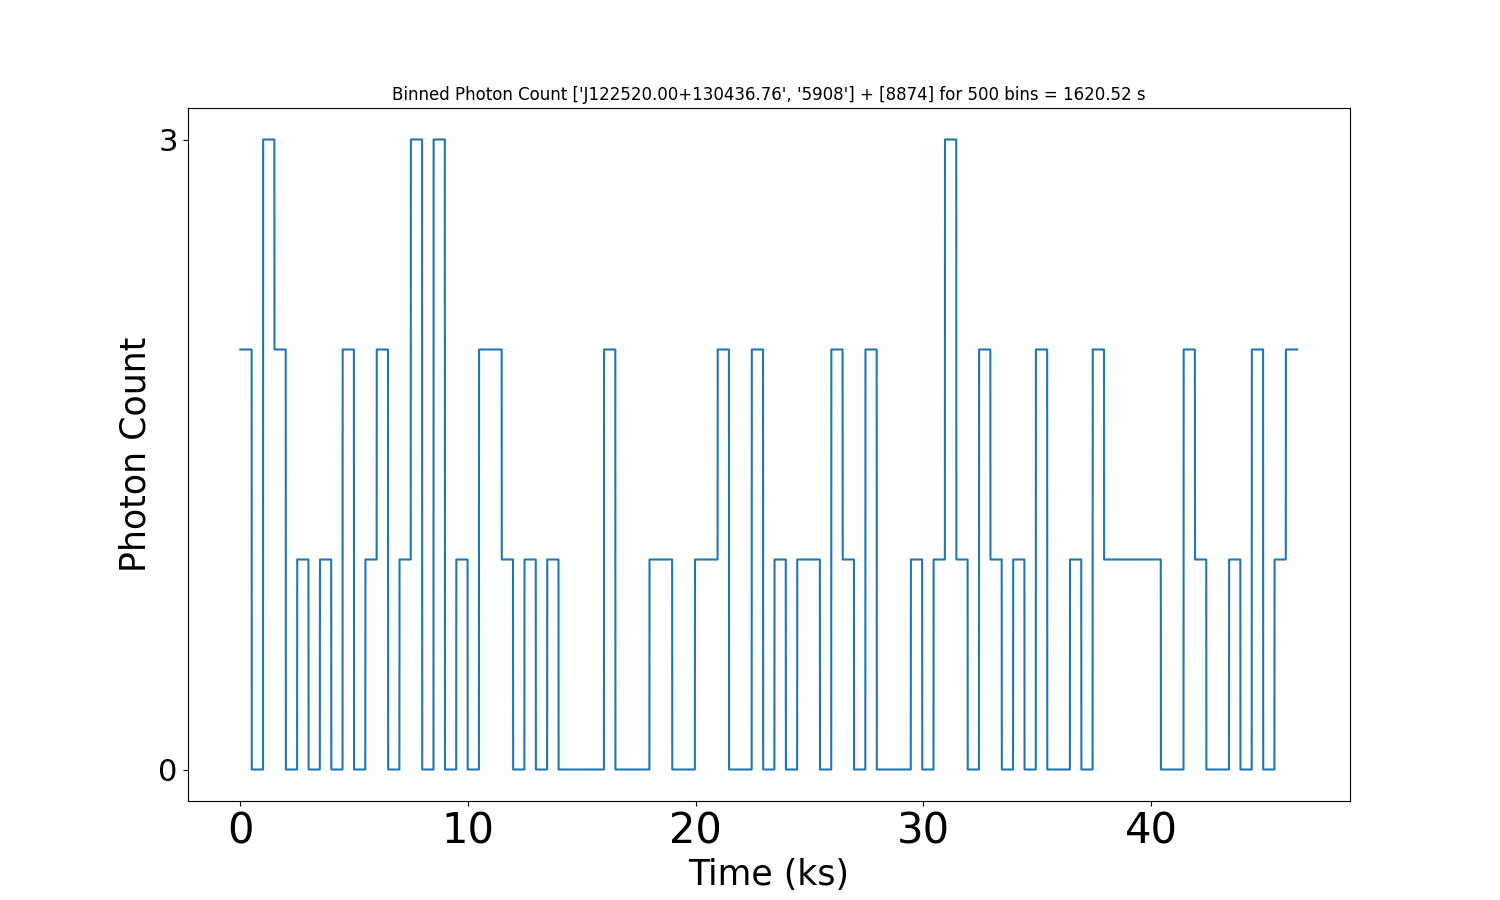 Binned Photon Count ['J122520.00+130436.76', '5908'] + [8874] for 500 bins = 1620.52 s
3
0
Photon Count
0 10 20 30 40
Time (ks)